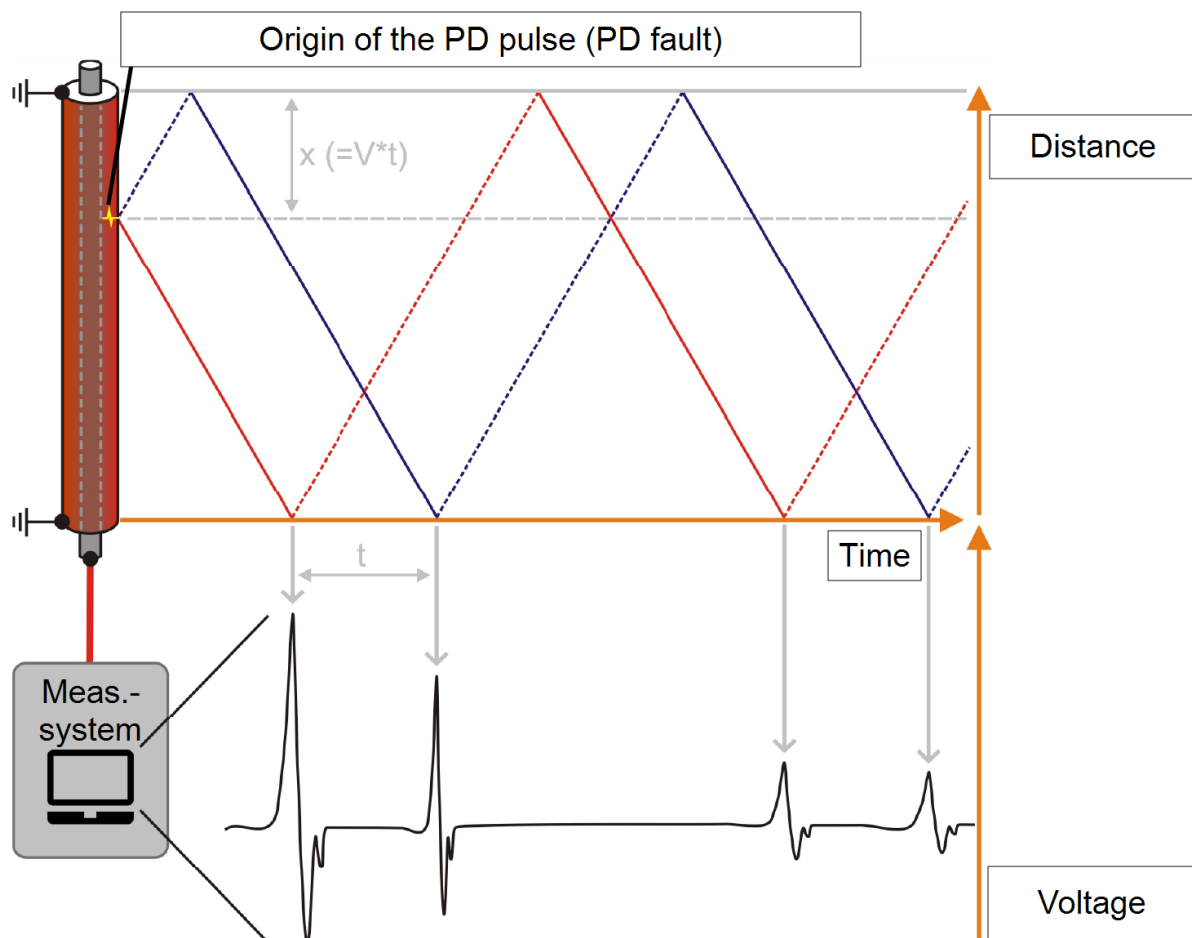 Origin of the PD pulse (PD fault)
x (=V*t)
Distance
Time
t
Meas.-
system
Voltage